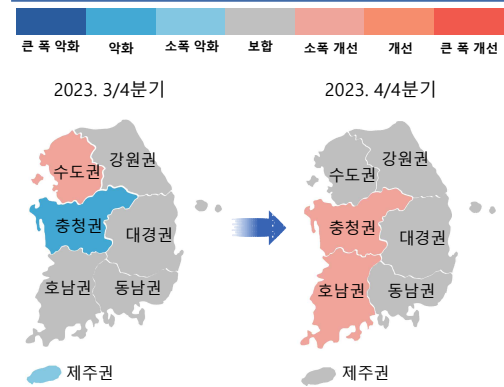 큰 폭 악화 악화 소폭 악화 보합 소폭 개선 개선 큰 폭 개선
2023. 3/4분기 2023. 4/4분기
수도권 강원권 수도권 강원권
충청권 대경권 충청권 대경권
호남권 동남권 호남권 동남권
제주권 제주권